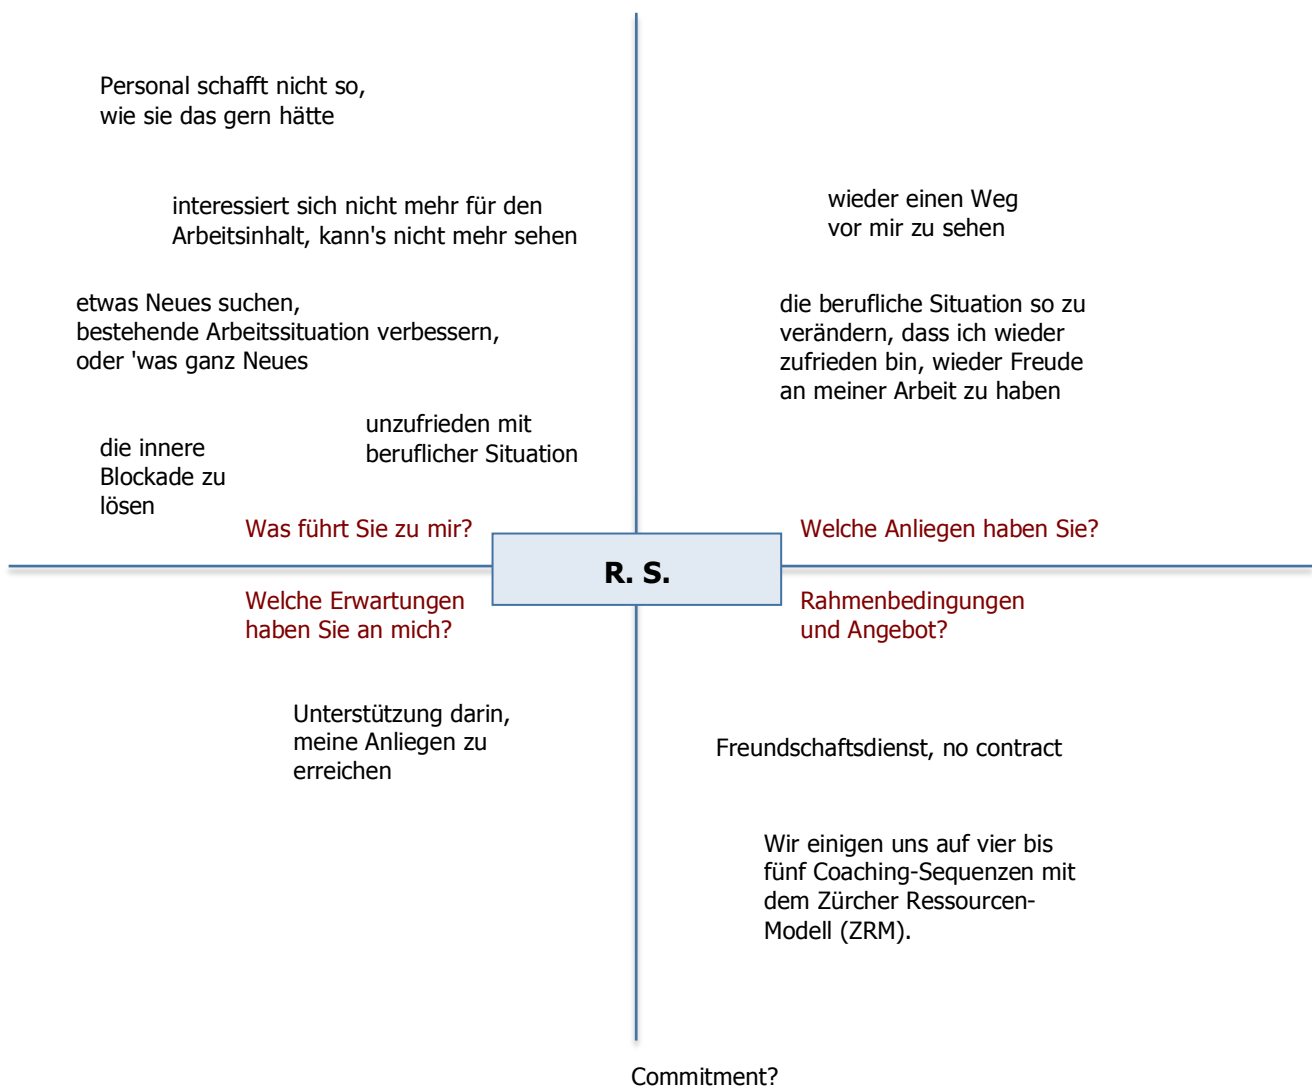 Personal schafft nicht so,
wie sie das gern hätte
interessiert sich nicht mehr für den
Arbeitsinhalt, kann's nicht mehr sehen
etwas Neues suchen,
bestehende Arbeitssituation verbessern,
oder 'was ganz Neues
unzufrieden mit
beruflicher Situation
die innere
Blockade zu
lösen
Was führt Sie zu mir?
wieder einen Weg
vor mir zu sehen
die berufliche Situation so zu
verändern, dass ich wieder
zufrieden bin, wieder Freude
an meiner Arbeit zu haben
Welche Anliegen haben Sie?
R. S.
Welche Erwartungen
haben Sie an mich?
Unterstützung darin,
meine Anliegen zu
erreichen
Rahmenbedingungen
und Angebot?
Freundschaftsdienst, no contract
Wir einigen uns auf vier bis
fünf Coaching-Sequenzen mit
dem Zürcher Ressourcen-
Modell (ZRM).
Commitment?